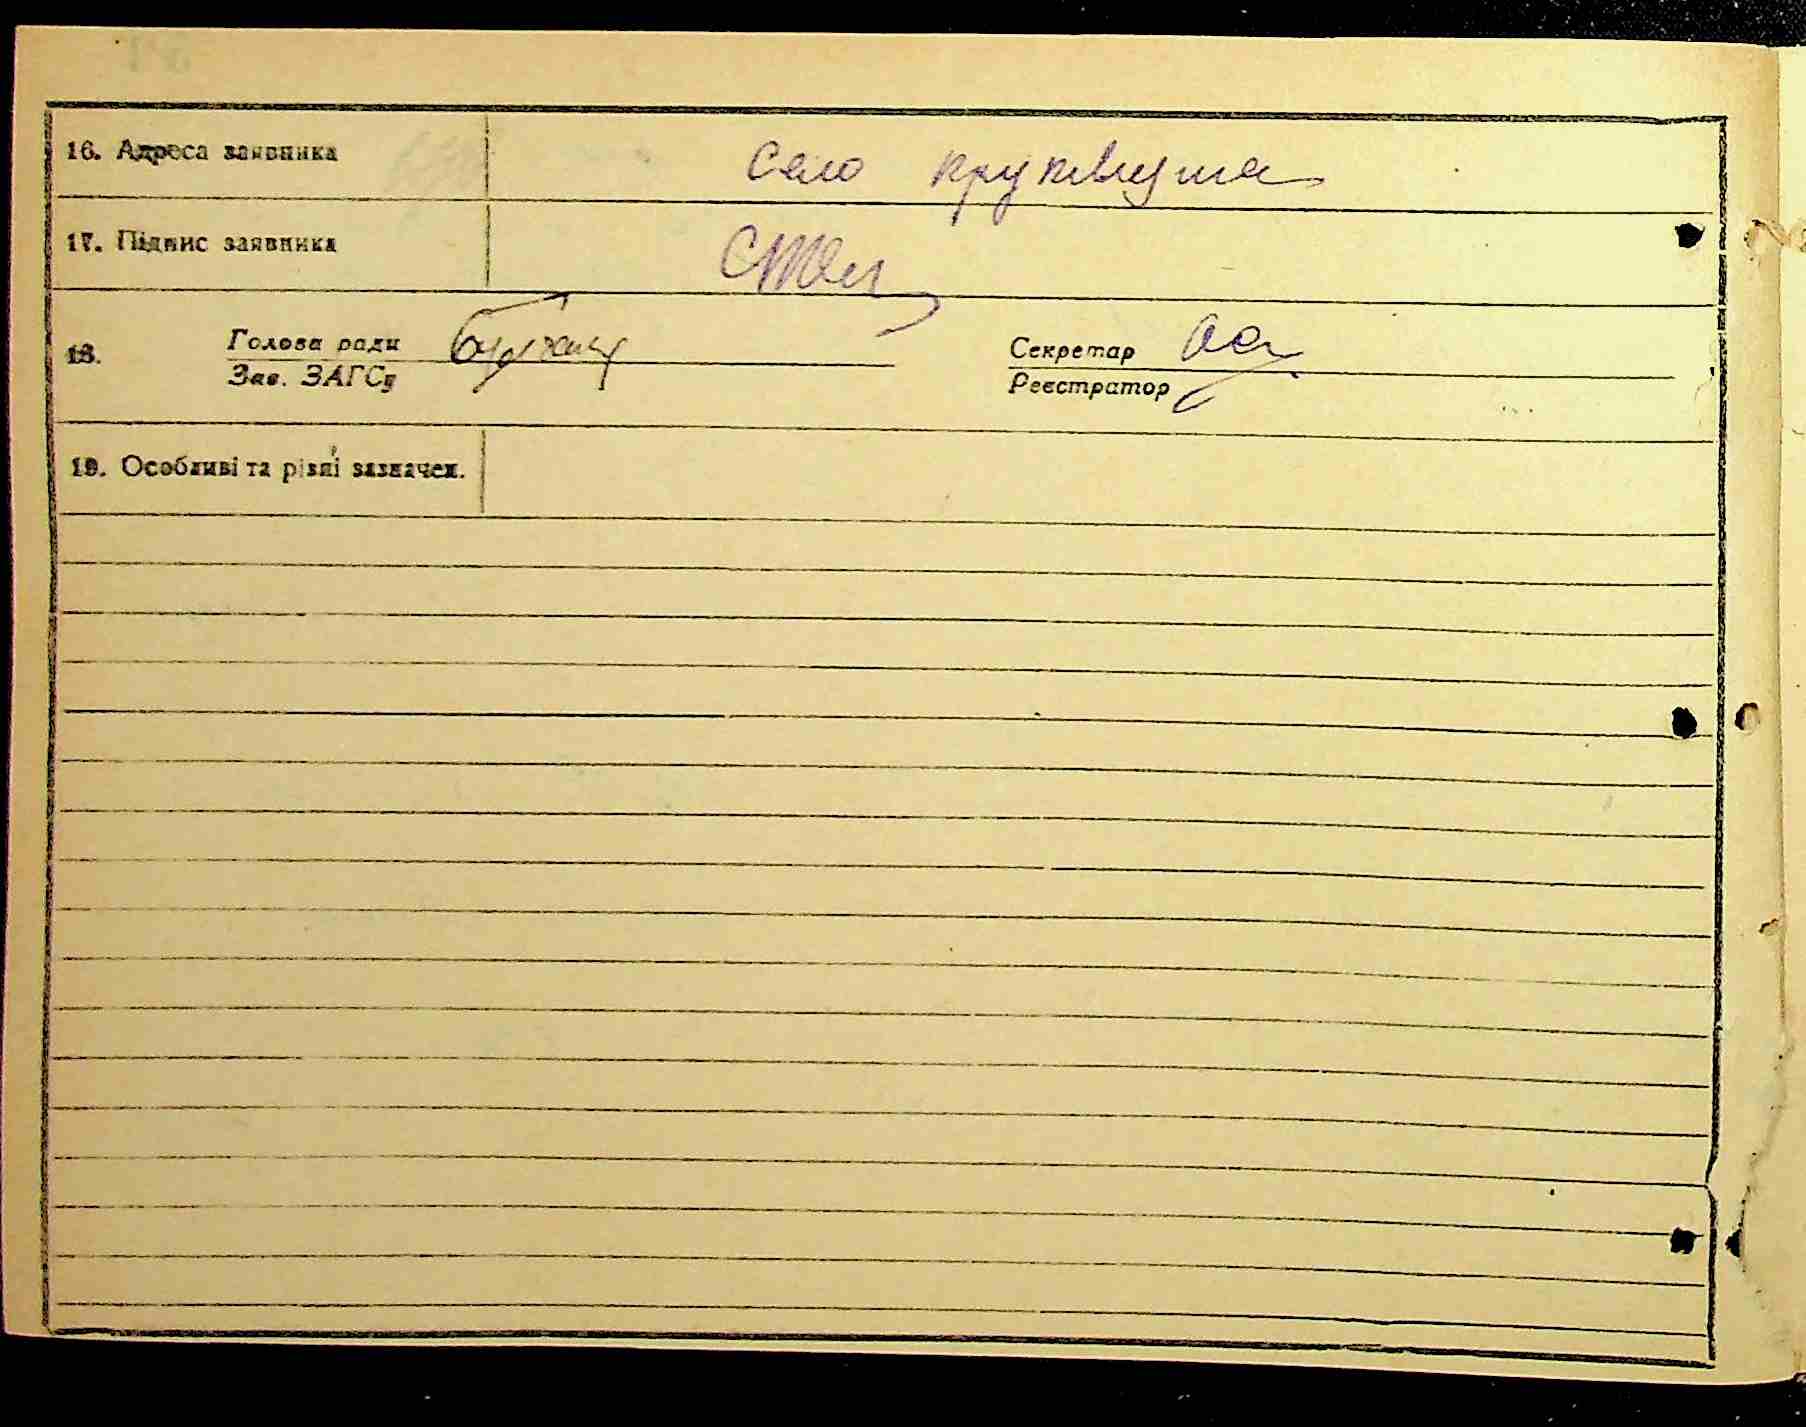 16. Адреса заявника село
17. Підпис заявника
18. Голова ради Секретар
Зав. ЗАГСу Реєстратор
19. Особливі та різні зазначен.